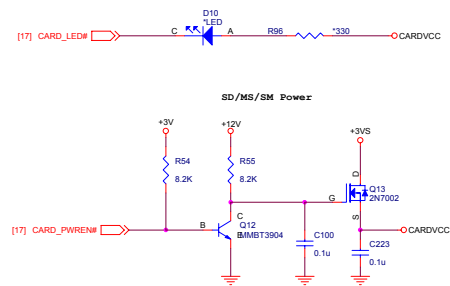 D10
*LED
[17] CARD_LED#
C
A
R96
*330
CARDVCC
SD/MS/SM Power
+3V
+12V
+3VS
R54
8.2K
R55
8.2K
D
Q13
2N7002
G
S
[17] CARD_PWREN#
B
C
Q12
E
MMBT3904
C100
0.1u
CARDVCC
C223
0.1u